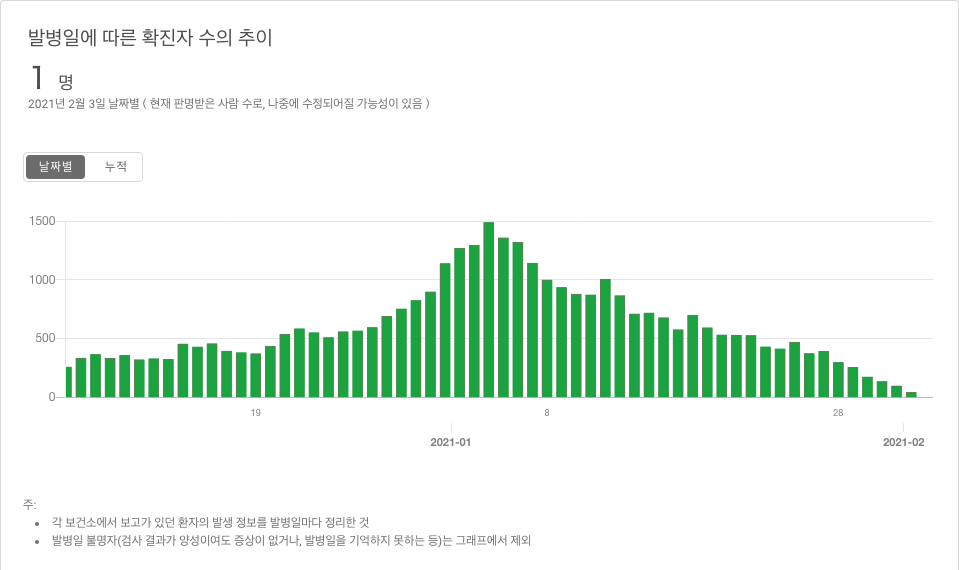 발병일에 따른 확진자 수의 추이
1 명
2021년 2월 3일 날짜별 ( 현재 판명받은 사람 수로, 나중에 수정되어질 가능성이 있음 )
날짜별 누적
1500
1000
500
0
19 8 28
2021-01 2021-02
주:
• 각 보건소에서 보고가 있던 환자의 발생 정보를 발병일마다 정리한 것
• 발병일 불명자(검사 결과가 양성이여도 증상이 없거나, 발병일을 기억하지 못하는 등)는 그래프에서 제외